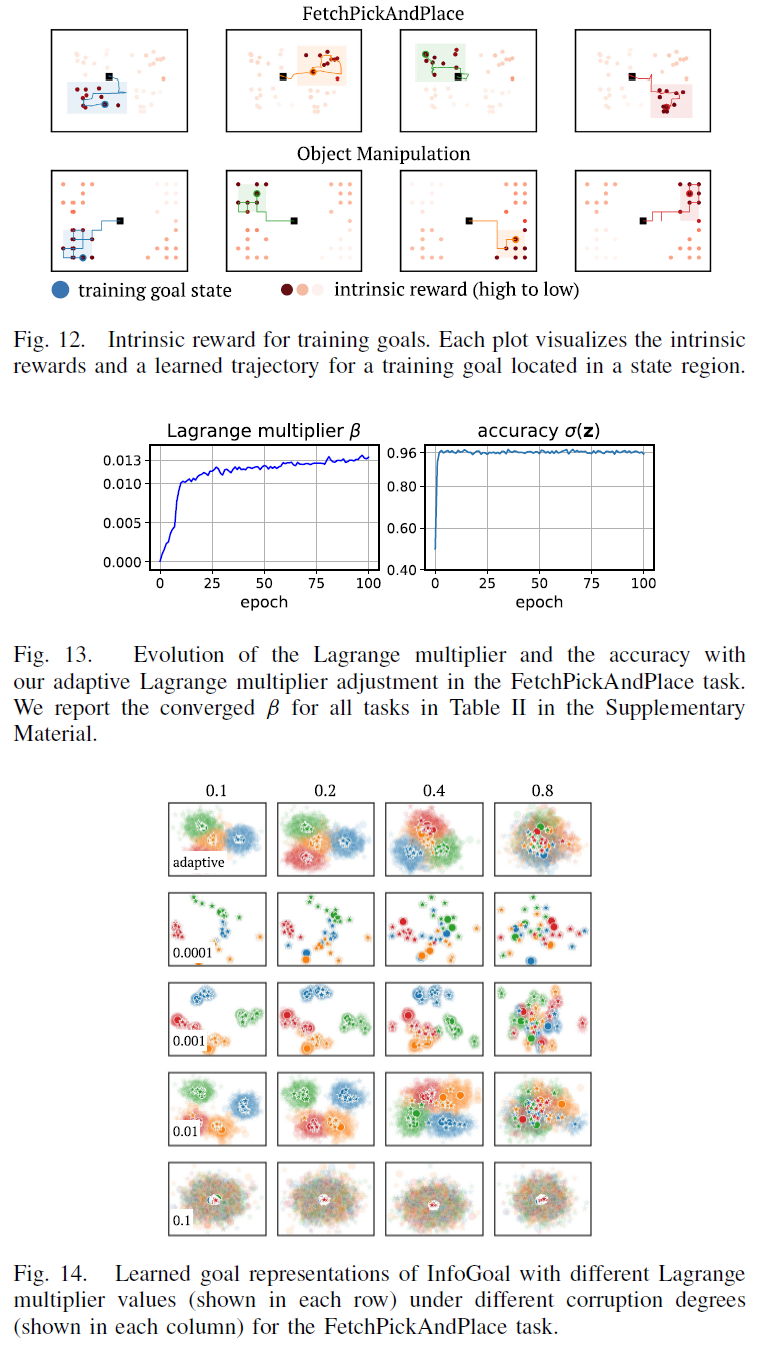 FetchPickAndPlace
Object Manipulation
training goal state
intrinsic reward (high to low)
Fig. 12. Intrinsic reward for training goals. Each plot visualizes the intrinsic
rewards and a learned trajectory for a training goal located in a state region.
Lagrange multiplier β
accuracy σ(z)
0.013
0.010
0.005
0.000
0 25 50 75 100
epoch
0.96
0.80
0.60
0.40
0 25 50 75 100
epoch
Fig. 13. Evolution of the Lagrange multiplier and the accuracy with
our adaptive Lagrange multiplier adjustment in the FetchPickAndPlace task.
We report the converged β for all tasks in Table II in the Supplementary
Material.
0.1 0.2 0.4 0.8
adaptive
0.0001
0.001
0.01
0.1
Fig. 14. Learned goal representations of InfoGoal with different Lagrange
multiplier values (shown in each row) under different corruption degrees
(shown in each column) for the FetchPickAndPlace task.